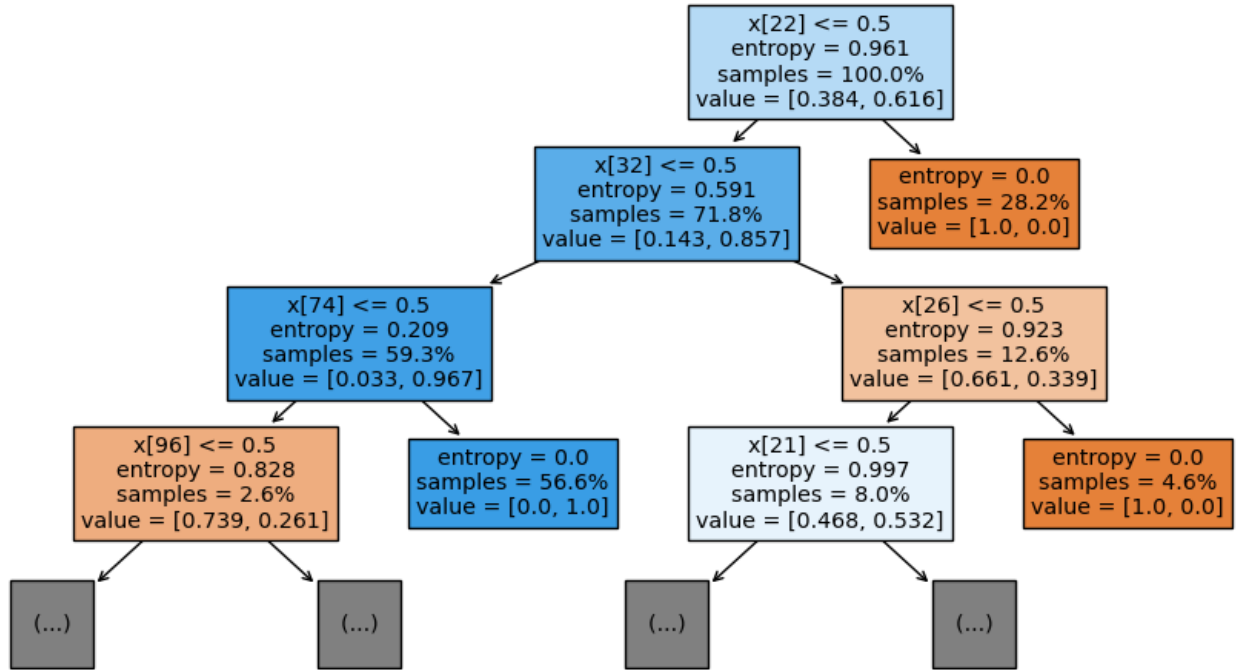 x[22] <= 0.5
entropy = 0.961
samples = 100.0%
value = [0.384, 0.616]
x[32] <= 0.5
entropy = 0.591
samples = 71.8%
value = [0.143, 0.857]
entropy = 0.0
samples = 28.2%
value = [1.0, 0.0]
x[74] <= 0.5
entropy = 0.209
samples = 59.3%
value = [0.033, 0.967]
x[26] <= 0.5
entropy = 0.923
samples = 12.6%
value = [0.661, 0.339]
x[96] <= 0.5
entropy = 0.828
samples = 2.6%
value = [0.739, 0.261]
entropy = 0.0
samples = 56.6%
value = [0.0, 1.0]
x[21] <= 0.5
entropy = 0.997
samples = 8.0%
value = [0.468, 0.532]
entropy = 0.0
samples = 4.6%
value = [1.0, 0.0]
(...)
(...)
(...)
(...)